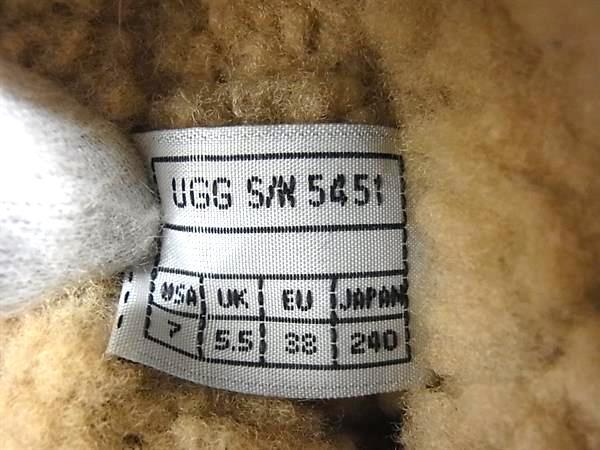 UGG S/N 5451
USA UK EU JAPAN
7 5.5 38 240